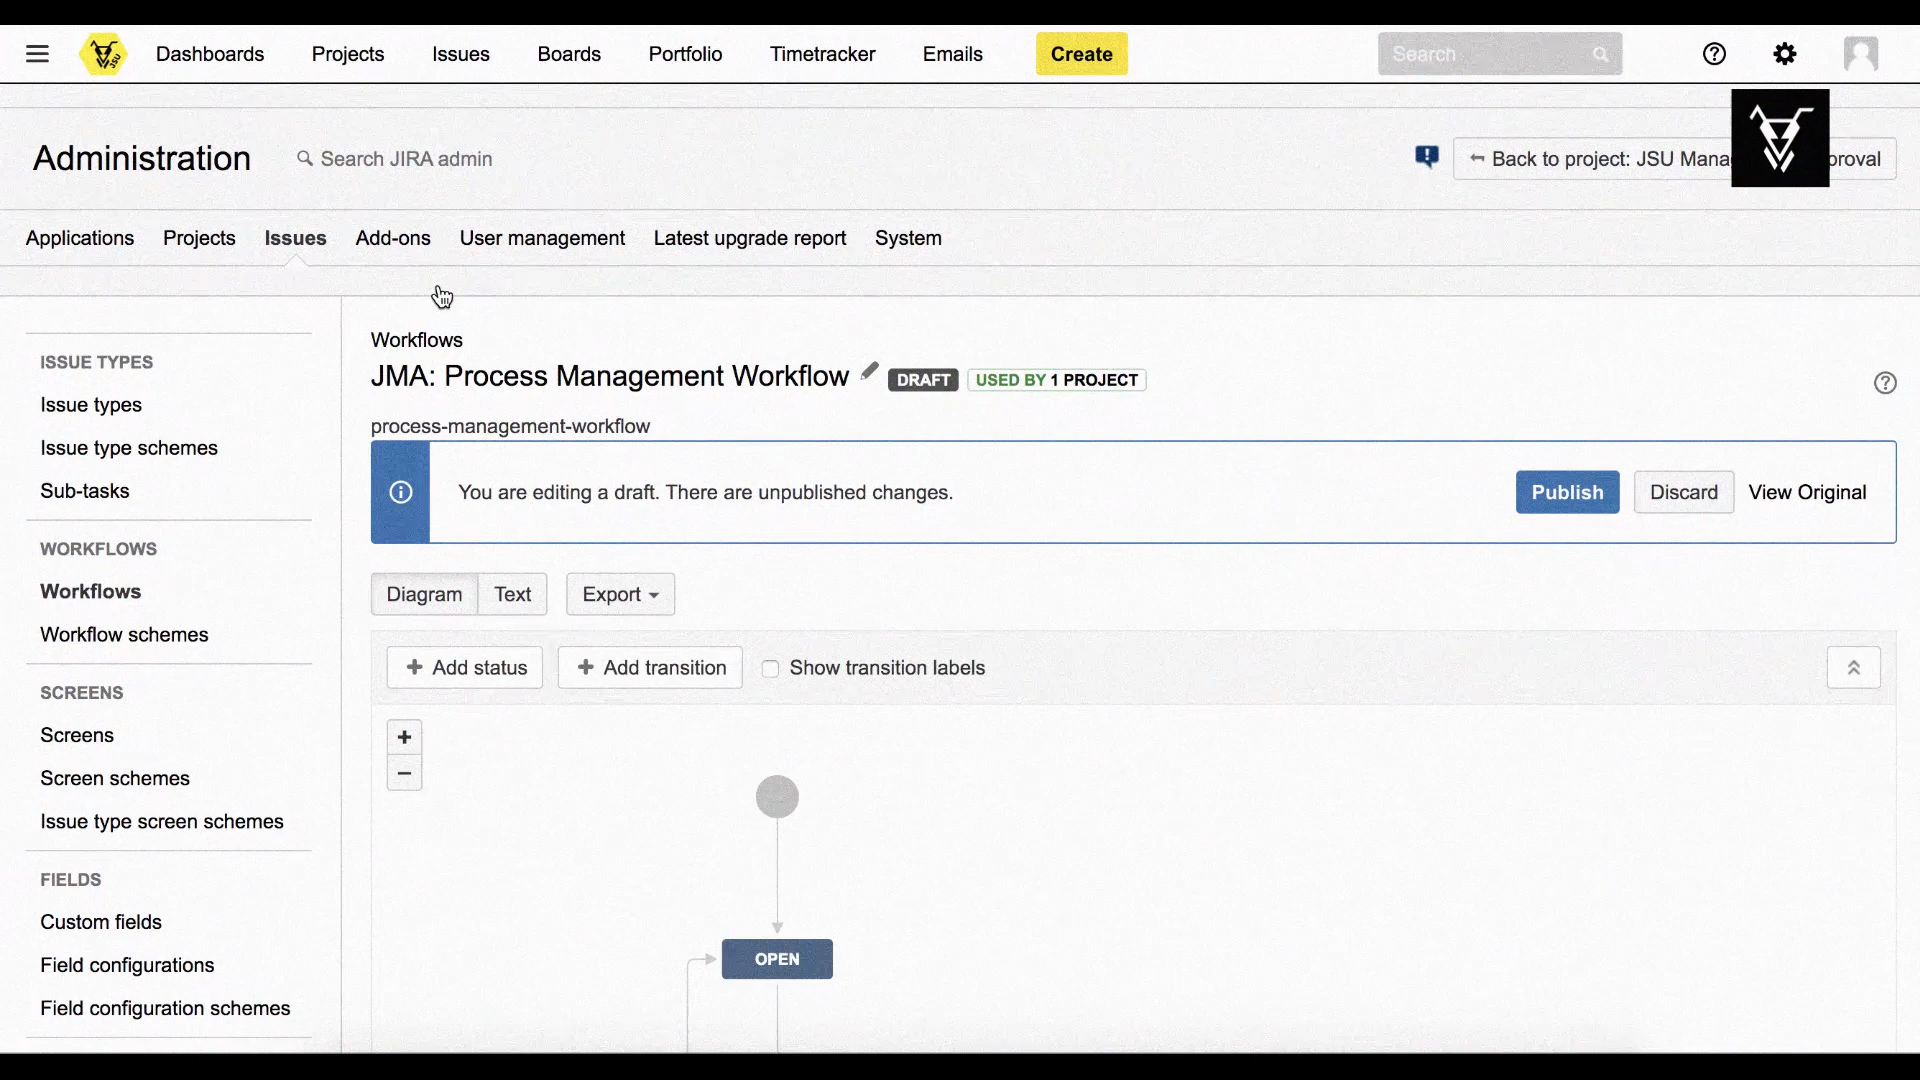 JSU Dashboards Projects Issues Boards Portfolio Timetracker Emails Create Search
Administration Search JIRA admin Back to project: JSU Mana proval
Applications Projects Issues Add-ons User management Latest upgrade report System
ISSUE TYPES
Issue types
Issue type schemes
Sub-tasks
WORKFLOWS
Workflows
Workflow schemes
SCREENS
Screens
Screen schemes
Issue type screen schemes
FIELDS
Custom fields
Field configurations
Field configuration schemes
Workflows
JMA: Process Management Workflow DRAFT USED BY 1 PROJECT
process-management-workflow
You are editing a draft. There are unpublished changes. Publish Discard View Original
Diagram Text Export
Add status Add transition Show transition labels
OPEN